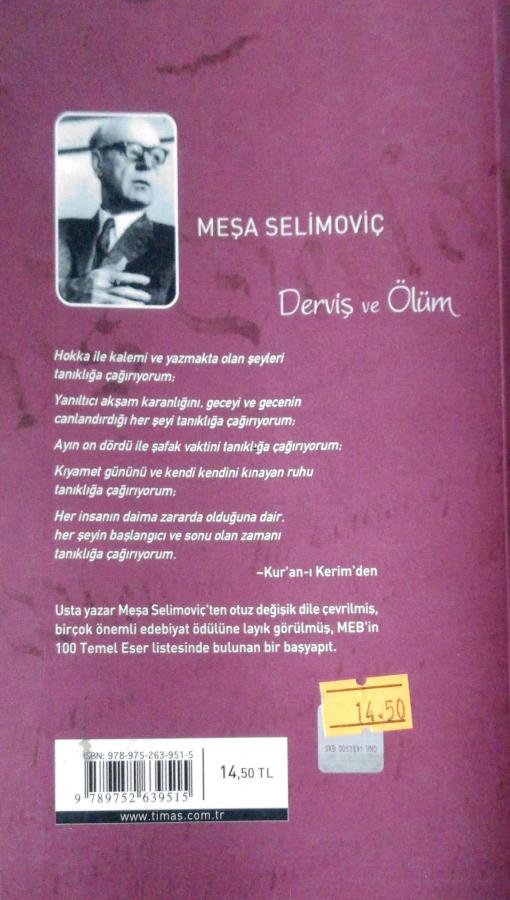 MEŞA SELİMOVİÇ
Derviş ve Ölüm
Hokka ile kalemi ve yazmakta olan şeyleri
tanıklığa çağırıyorum;
Yanıltıcı akşam karanlığını, geceyi ve gecenin
canlandırdığı her şeyi tanıklığa çağırıyorum;
Ayın on dördü ile şafak vaktini tanıklığa çağırıyorum;
Kıyamet gününü ve kendi kendini kınayan ruhu
tanıklığa çağırıyorum;
Her insanın daima zararda olduğuna dair,
her şeyin başlangıcı ve sonu olan zamanı
tanıklığa çağırıyorum.
~Kur'an-ı Kerim'den
Usta yazar Meşa Selimoviç'ten otuz değişik dile çevrilmiş,
birçok önemli edebiyat ödülüne layık görülmüş, MEB'in
100 Temel Eser listesinde bulunan bir başyapıt.
14.50
ISBN: 978-975-263-951-5
14,50 TL
9 789752 639515
www.timas.com.tr